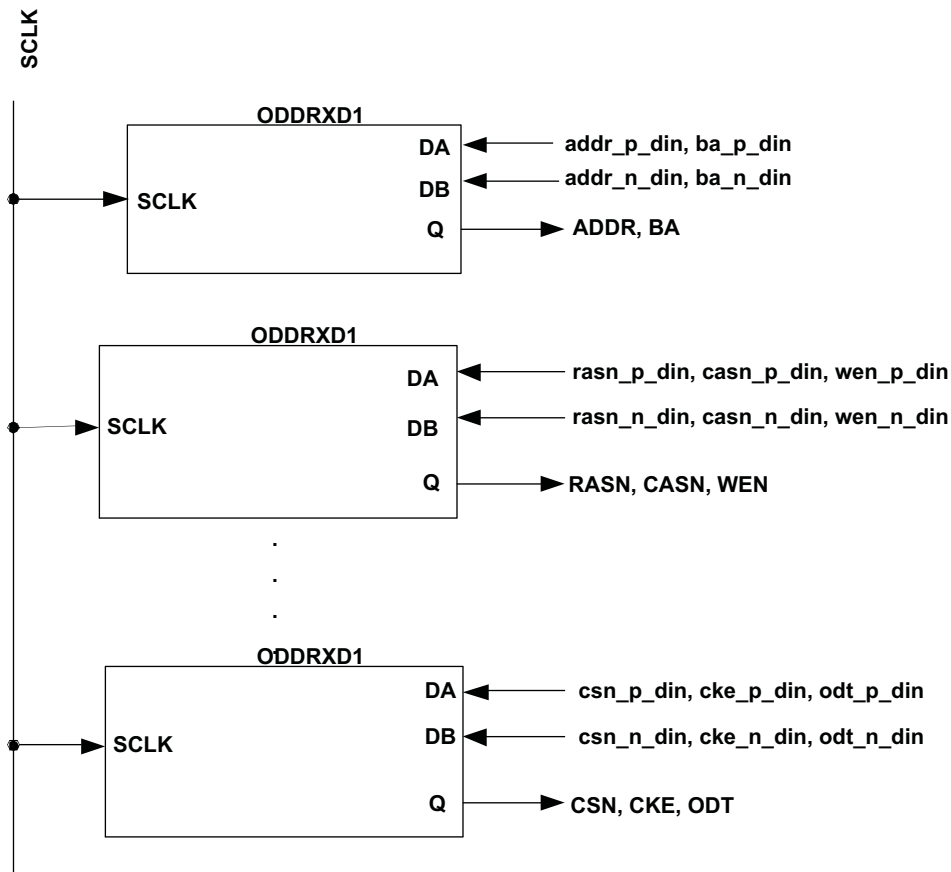 SCLK
ODDRXD1
DA
addr_p_din, ba_p_din
DB
addr_n_din, ba_n_din
SCLK
Q
ADDR, BA
ODDRXD1
DA
rasn_p_din, casn_p_din, wen_p_din
SCLK
DB
rasn_n_din, casn_n_din, wen_n_din
Q
RASN, CASN, WEN
.
.
.
ODDRXD1
DA
csn_p_din, cke_p_din, odt_p_din
SCLK
DB
csn_n_din, cke_n_din, odt_n_din
Q
CSN, CKE, ODT